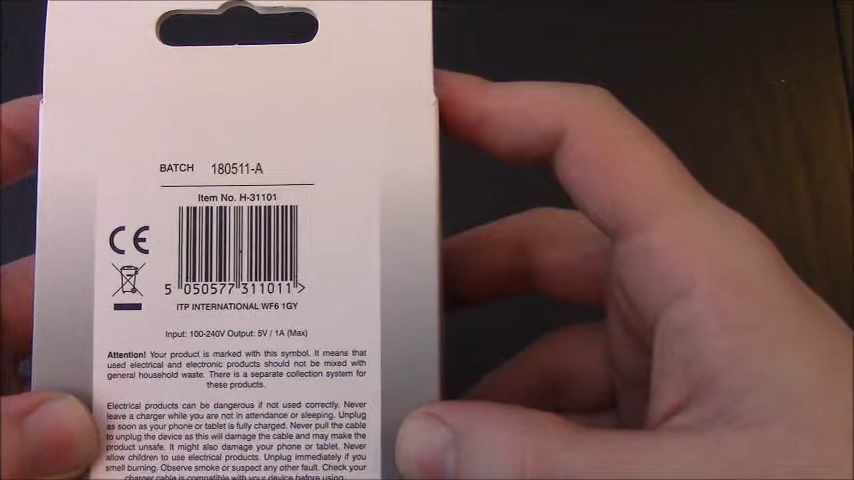 BATCH 180511-A
Item No. H-31101
CE
5 050577 311011 >
ITP INTERNATIONAL WF6 1GY
Input: 100-240V Output: 5V / 1A (Max)
Attention! Your product is marked with this symbol. It means that
used electrical and electronic products should not be mixed with
general household waste. There is a separate collection system for
these products.
Electrical products can be dangerous if not used correctly. Never
leave a charger while you are not in attendance or sleeping. Unplug
as soon as your phone or tablet is fully charged. Never pull the cable
to unplug the device as this will damage the cable and may make the
product unsafe. It might also damage your phone or tablet. Never
allow children to use electrical products. Unplug immediately if you
smell burning. Observe smoke or suspect any other fault. Check your
charger cable is compatible with your device before using.